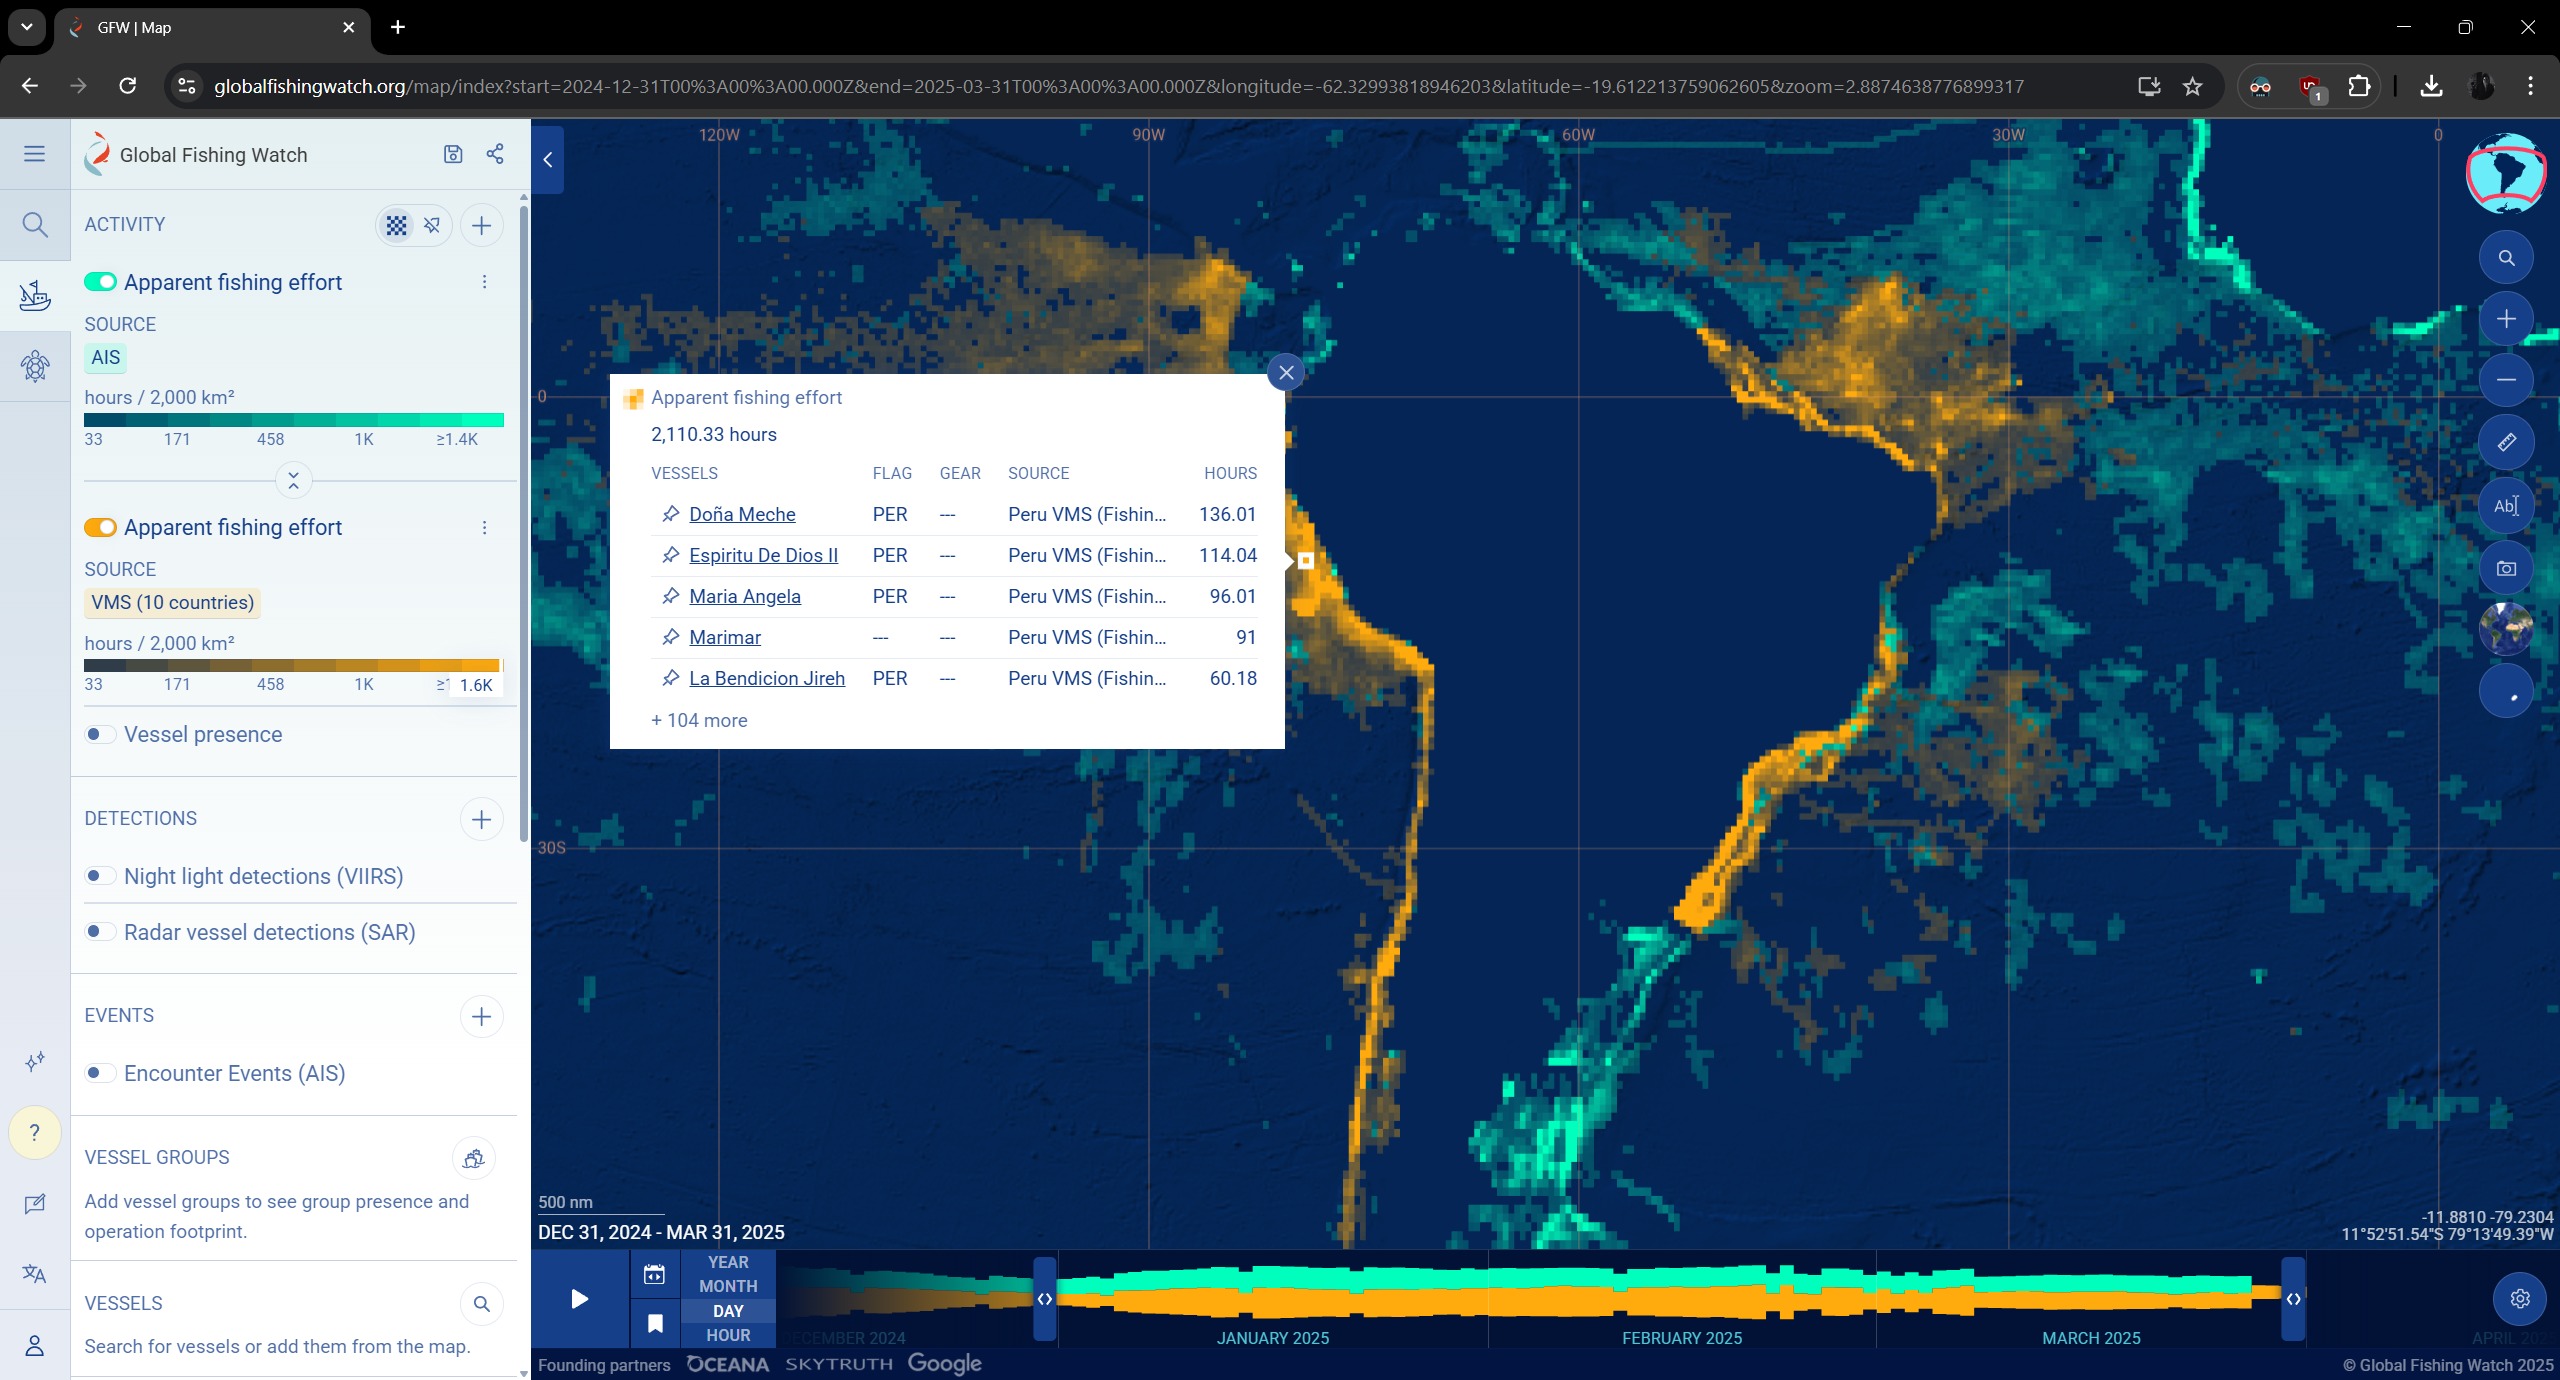 GFW | Map
globalfishingwatch.org/map/index?start=2024-12-31T00%3A00%3A00.000Z&end=2025-03-31T00%3A00%3A00.000Z&longitude=-62.32993818946203&latitude=-19.612213759062605&zoom=2.8874638776899317
1
Global Fishing Watch
ACTIVITY
Apparent fishing effort
SOURCE
AIS
hours / 2,000 km²
33 171 458 1K ≥1.4K
Apparent fishing effort
SOURCE
VMS (10 countries)
hours / 2,000 km²
33 171 458 1K ≥1 1.6K
Vessel presence
DETECTIONS
Night light detections (VIIRS)
Radar vessel detections (SAR)
EVENTS
Encounter Events (AIS)
?
VESSEL GROUPS
Add vessel groups to see group presence and
operation footprint.
VESSELS
Search for vessels or add them from the map.
120W 90W 60W 30W 0
0
30S
Apparent fishing effort
2,110.33 hours
VESSELS FLAG GEAR SOURCE HOURS
Doña Meche PER --- Peru VMS (Fishin... 136.01
Espiritu De Dios II PER --- Peru VMS (Fishin... 114.04
Maria Angela PER --- Peru VMS (Fishin... 96.01
Marimar --- --- Peru VMS (Fishin... 91
La Bendicion Jireh PER --- Peru VMS (Fishin... 60.18
+ 104 more
Ab
500 nm
DEC 31, 2024 - MAR 31, 2025
-11.8810 -79.2304
11°52'51.54"S 79°13'49.39"W
YEAR
MONTH
DAY
HOUR
ECEMBER 2024 JANUARY 2025 FEBRUARY 2025 MARCH 2025 APRIL 20
Founding partners OCEANA SKYTRUTH Google
© Global Fishing Watch 2025